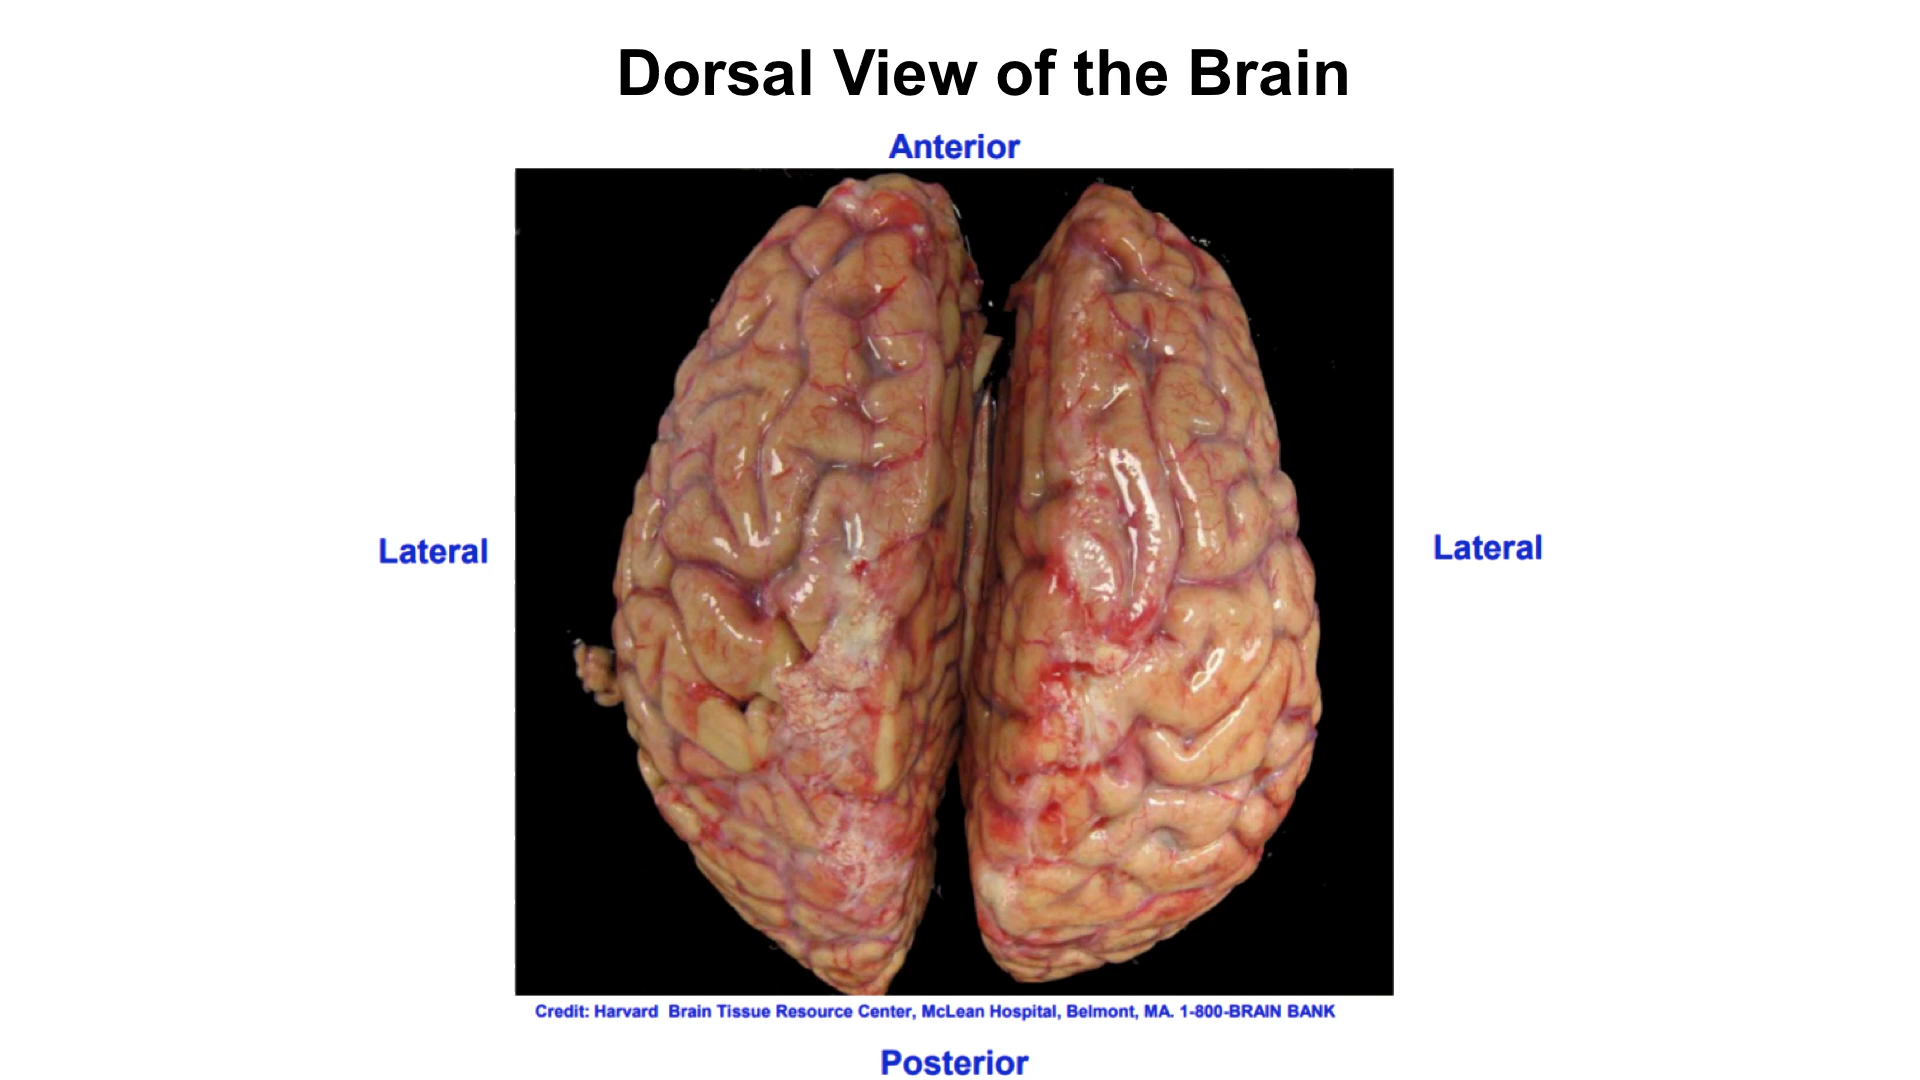 Dorsal View of the Brain
Anterior
Lateral
Lateral
Credit: Harvard  Brain Tissue Resource Center, McLean Hospital, Belmont, MA. 1-800-BRAIN BANK
Posterior